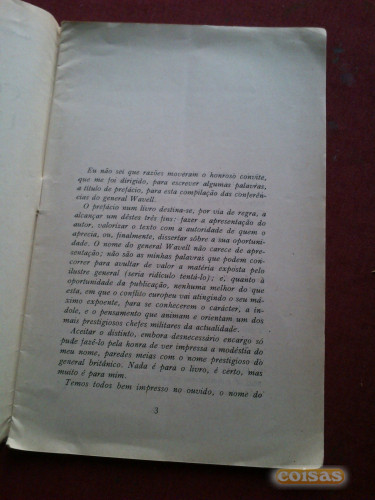 Eu não sei que razões moveram o honroso convite,
que me foi dirigido, para escrever algumas palavras,
a título de prefácio, para esta compilação das conferên-
cias do general Wavell.
O prefácio num livro destina-se, por via de regra, a
alcançar um dêstes três fins: fazer a apresentação do
autor, valorizar o texto com a autoridade de quem o
aprecia, ou, finalmente, dissertar sôbre a sua oportuni-
dade. O nome do general Wavell não carece de apre-
sentação; não são as minhas palavras que podem con-
correr para avultar de valor a matéria exposta pelo
ilustre general (seria ridículo tentá-lo); e, quanto à
oportunidade da publicação, nenhuma melhor do que
esta, em que o conflito europeu vai atingindo o seu má-
ximo expoente, para se conhecerem o carácter, a ín-
dole, e o pensamento que animam e orientam um dos
mais prestigiosos chefes militares da actualidade.
Aceitar o distinto, embora desnecessário encargo só
pude fazê-lo pela honra de ver impressa a modéstia do
meu nome, paredes meias com o nome prestigioso do
general britânico. Nada é para o livro, é certo, mas
muito é para mim.
Temos todos bem impresso no ouvido, o nome do
3
coisas